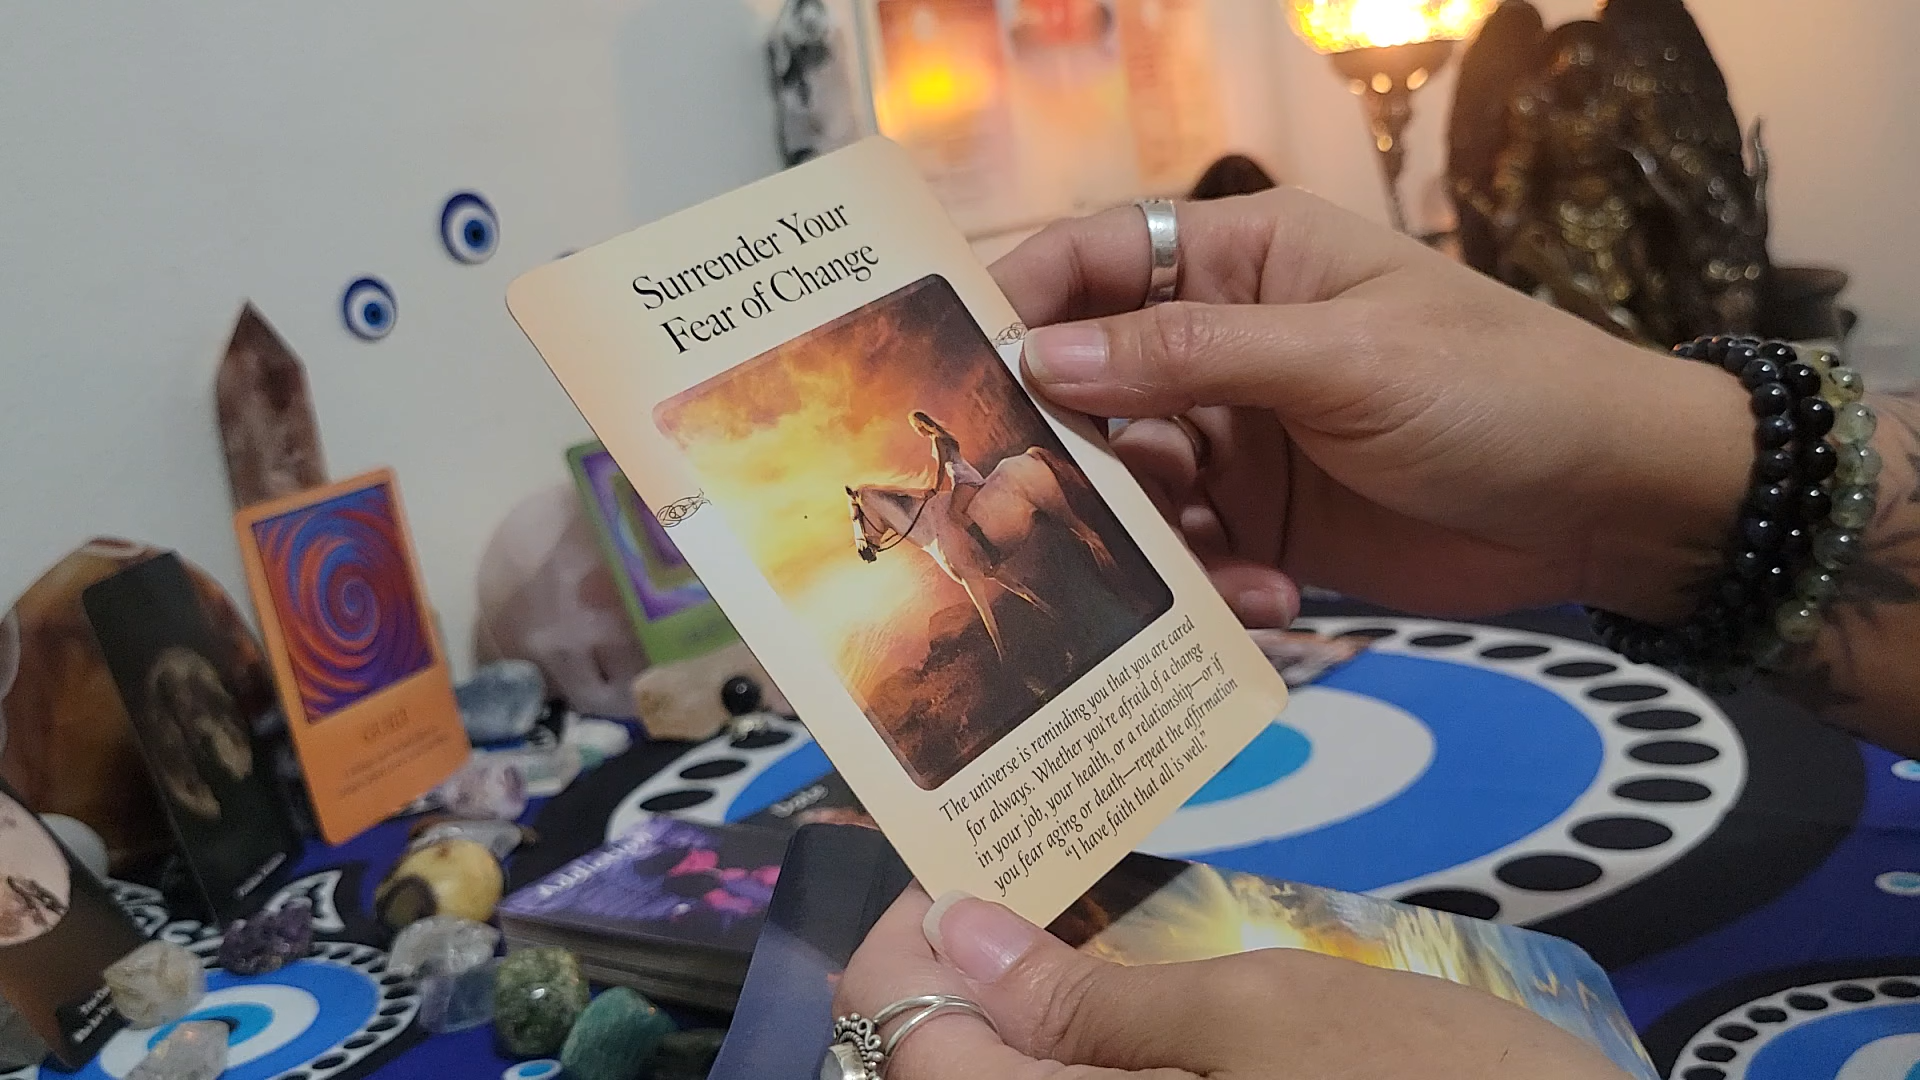 Surrender Your
Fear of Change
The universe is reminding you that you are cared
for always. Whether you're afraid of a change
in your job, your health, or a relationship—or if
you fear aging or death—repeat the affirmation
"I have faith that all is well."